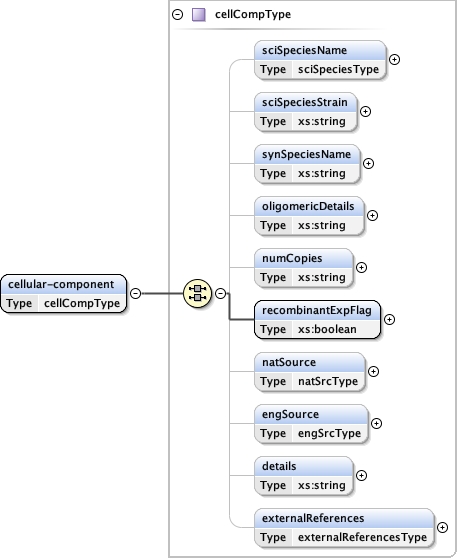 cellCompType
sciSpeciesName
Type sciSpeciesType
sciSpeciesStrain
Type xs:string
synSpeciesName
Type xs:string
oligomericDetails
Type xs:string
numCopies
Type xs:string
cellular-component
Type cellCompType
recombinantExpFlag
Type xs:boolean
natSource
Type natSrcType
engSource
Type engSrcType
details
Type xs:string
externalReferences
Type externalReferencesType